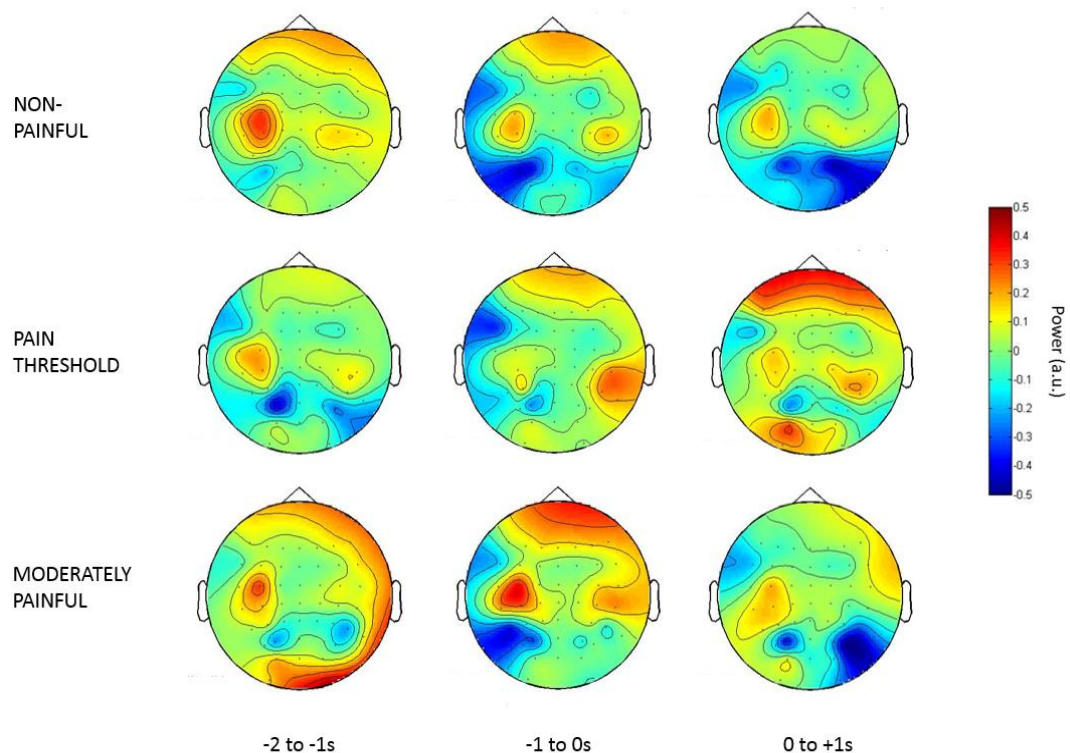 NON-
PAINFUL
PAIN
THRESHOLD
MODERATELY
PAINFUL
0.5
0.4
0.3
0.2
0.1
0
-0.1
-0.2
-0.3
-0.4
-0.5
Power (a.u.)
-2 to -1s
-1 to 0s
0 to +1s